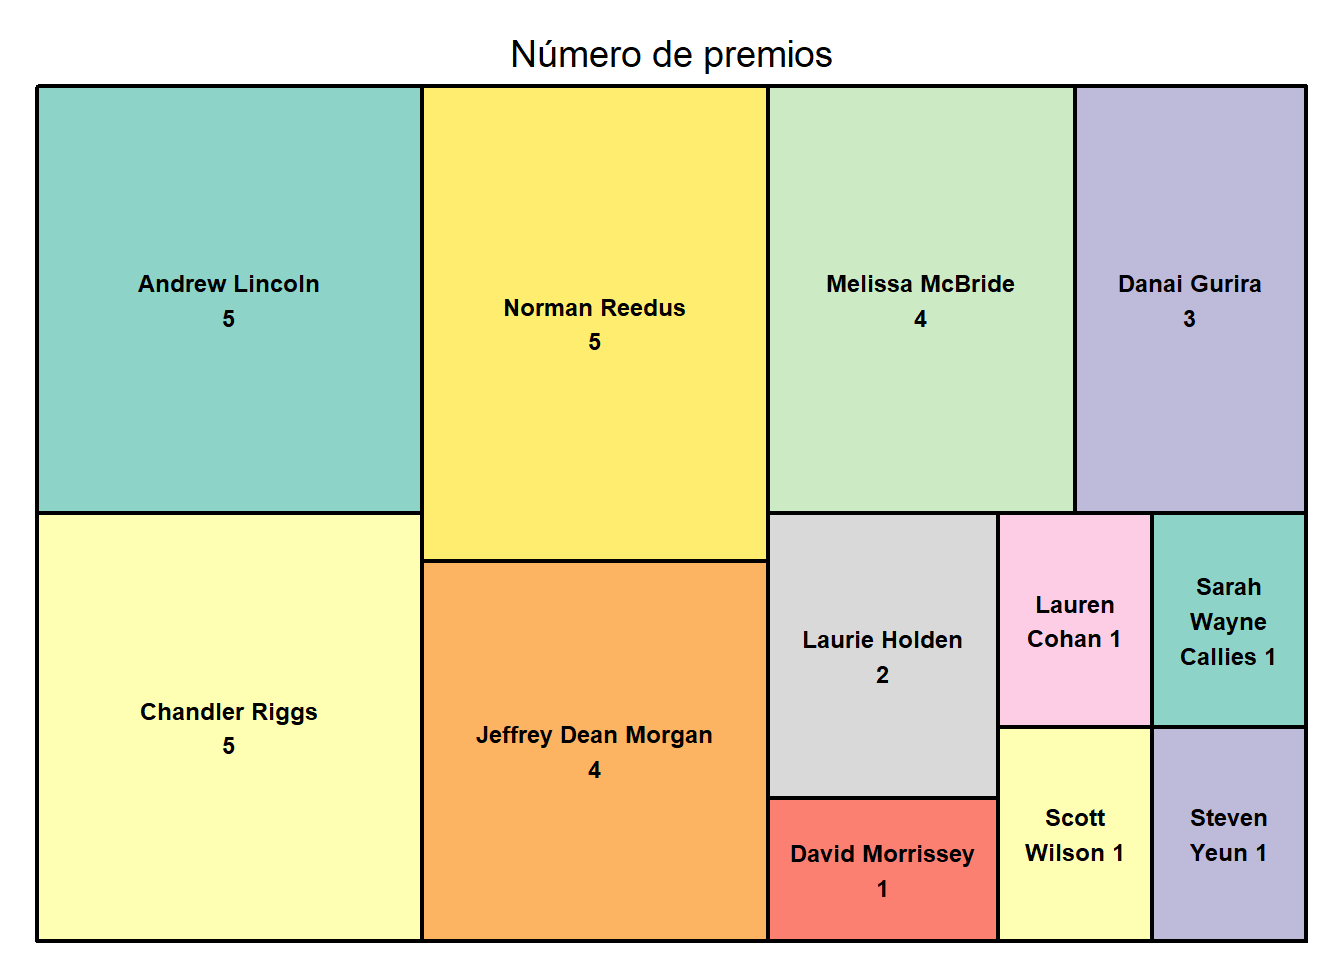 Número de premios
Andrew Lincoln
5
Norman Reedus
5
Melissa McBride
4
Danai Gurira
3
Chandler Riggs
5
Jeffrey Dean Morgan
4
Laurie Holden
2
David Morrissey
1
Lauren
Cohan 1
Sarah
Wayne
Callies 1
Scott
Wilson 1
Steven
Yeun 1